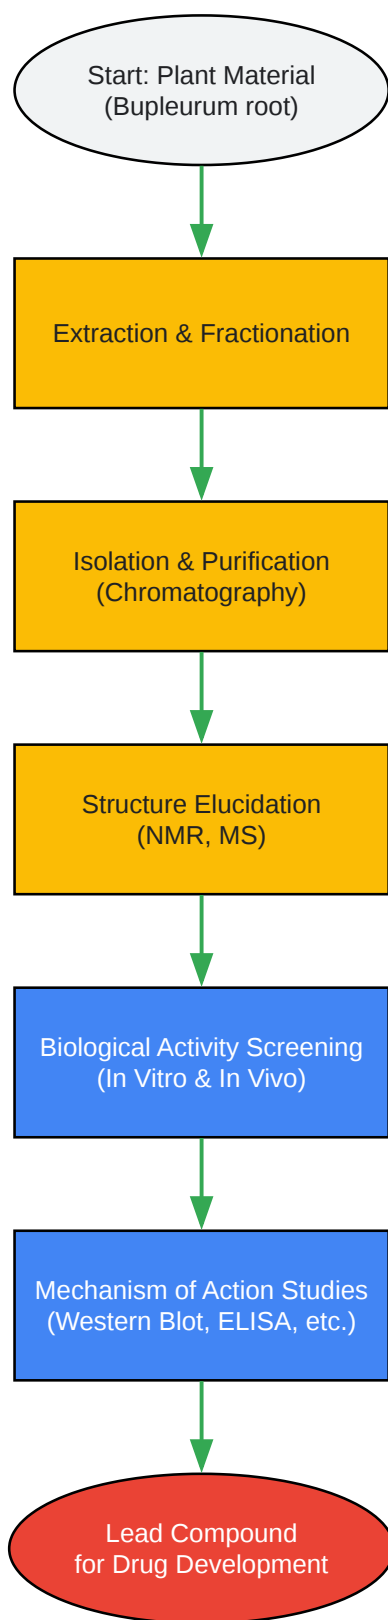 Start: Plant Material
(Bupleurum root)
Extraction & Fractionation
Isolation & Purification
(Chromatography)
Structure Elucidation
(NMR, MS)
Biological Activity Screening
(In Vitro & In Vivo)
Mechanism of Action Studies
(Western Blot, ELISA, etc.)
Lead Compound
for Drug Development